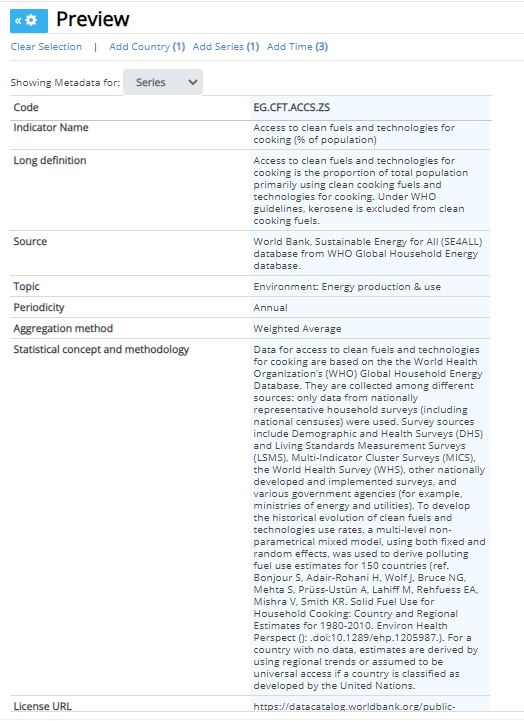 « Preview
Clear Selection | Add Country (1) Add Series (1) Add Time (3)
Showing Metadata for: Series
Code EG.CFT.ACCS.ZS
Indicator Name Access to clean fuels and technologies for
cooking (% of population)
Long definition Access to clean fuels and technologies for
cooking is the proportion of total population
primarily using clean cooking fuels and
technologies for cooking. Under WHO
guidelines, kerosene is excluded from clean
cooking fuels.
Source World Bank, Sustainable Energy for All (SE4ALL)
database from WHO Global Household Energy
database.
Topic Environment: Energy production & use
Periodicity Annual
Aggregation method Weighted Average
Statistical concept and methodology Data for access to clean fuels and technologies
for cooking are based on the the World Health
Organization's (WHO) Global Household Energy
Database. They are collected among different
sources: only data from nationally
representative household surveys (including
national censuses) were used. Survey sources
include Demographic and Health Surveys (DHS)
and Living Standards Measurement Surveys
(LSMS), Multi-Indicator Cluster Surveys (MICS),
the World Health Survey (WHS), other nationally
developed and implemented surveys, and
various government agencies (for example,
ministries of energy and utilities). To develop
the historical evolution of clean fuels and
technologies use rates, a multi-level non-
parametrical mixed model, using both fixed and
random effects, was used to derive polluting
fuel use estimates for 150 countries (ref.
Bonjour S, Adair-Rohani H, Wolf J, Bruce NG,
Mehta S, Prüss-Ustün A, Lahiff M, Rehfuess EA,
Mishra V, Smith KR. Solid Fuel Use for
Household Cooking: Country and Regional
Estimates for 1980-2010. Environ Health
Perspect (): .doi:10.1289/ehp.1205987.). For a
country with no data, estimates are derived by
using regional trends or assumed to be
universal access if a country is classified as
developed by the United Nations.
License URL https://datacatalog.worldbank.org/public-